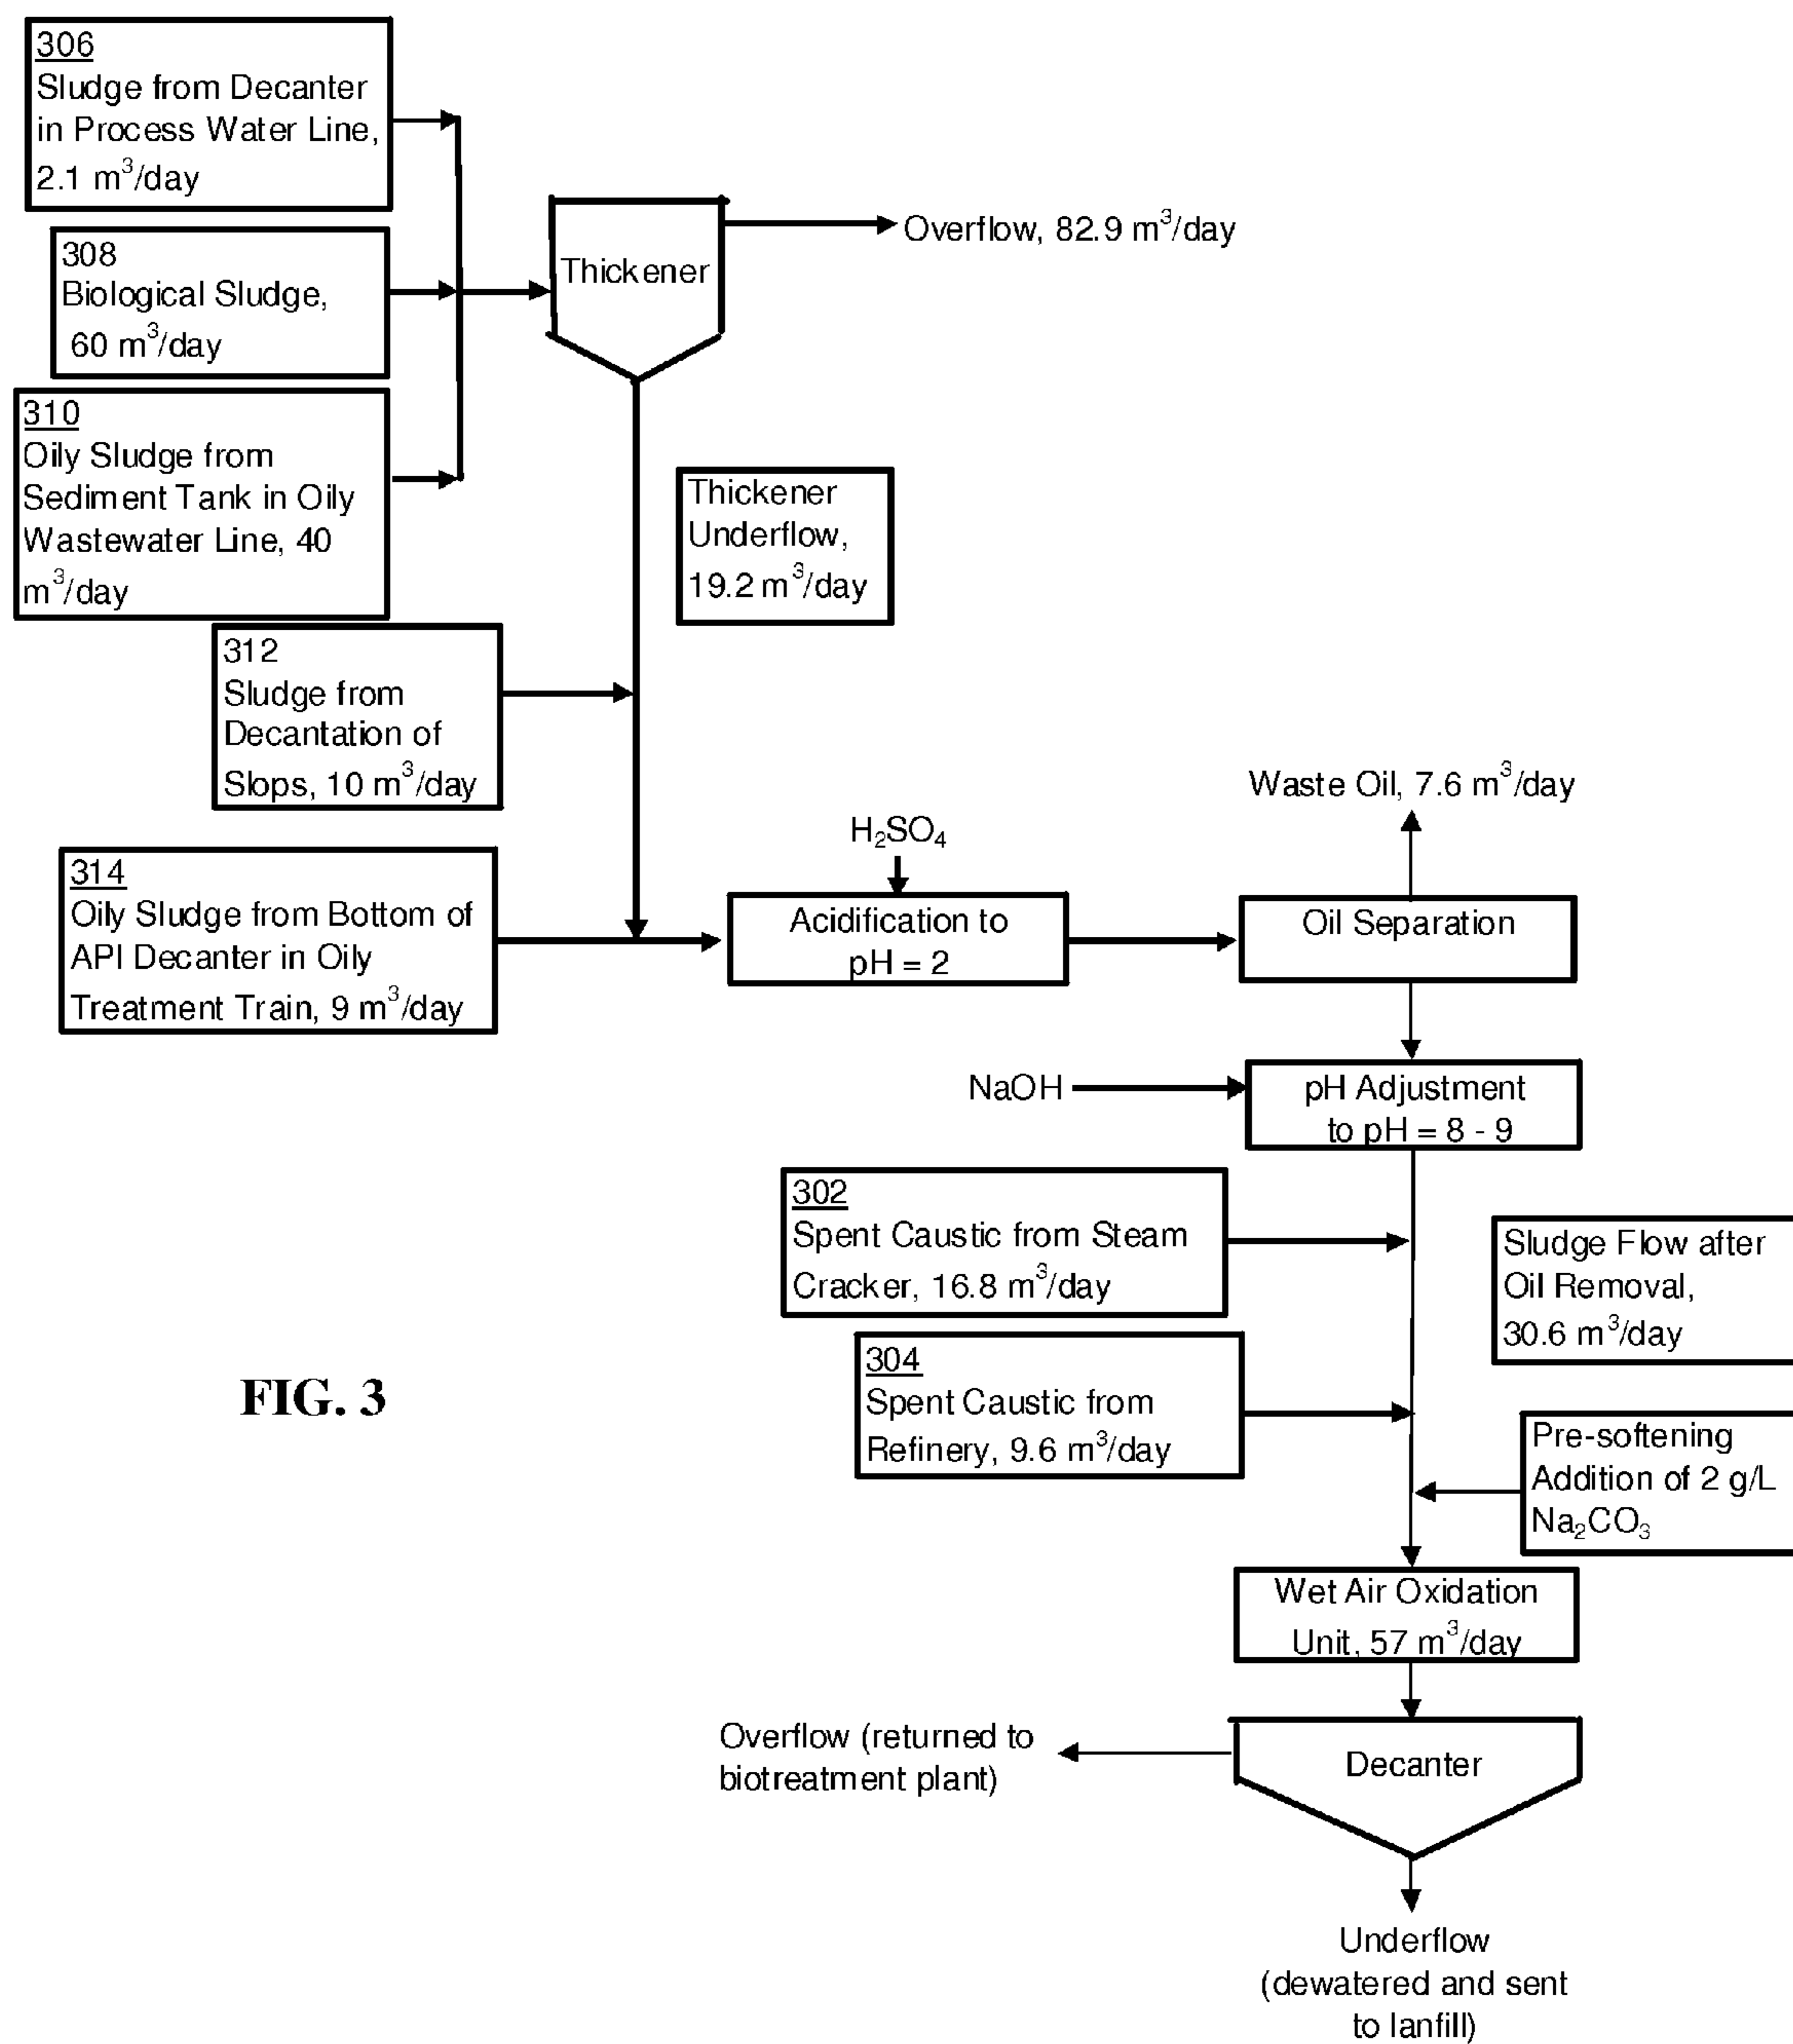 306
Sludge from Decanter
in Process Water Line,
2.1 m³/day
308
Biological Sludge,
60 m³/day
310
Oily Sludge from
Sediment Tank in Oily
Wastewater Line, 40
m³/day
Thickener
Overflow, 82.9 m³/day
Thickener
Underflow,
19.2 m³/day
312
Sludge from
Decantation of
Slops, 10 m³/day
314
Oily Sludge from Bottom of
API Decanter in Oily
Treatment Train, 9 m³/day
H₂SO₄
Acidification to
pH = 2
Waste Oil, 7.6 m³/day
Oil Separation
NaOH
pH Adjustment
to pH = 8 - 9
302
Spent Caustic from Steam
Cracker, 16.8 m³/day
Sludge Flow after
Oil Removal,
30.6 m³/day
304
Spent Caustic from
Refinery, 9.6 m³/day
Pre-softening
Addition of 2 g/L
Na₂CO₃
FIG. 3
Wet Air Oxidation
Unit, 57 m³/day
Overflow (returned to
biotreatment plant)
Decanter
Underflow
(dewatered and sent
to lanfill)